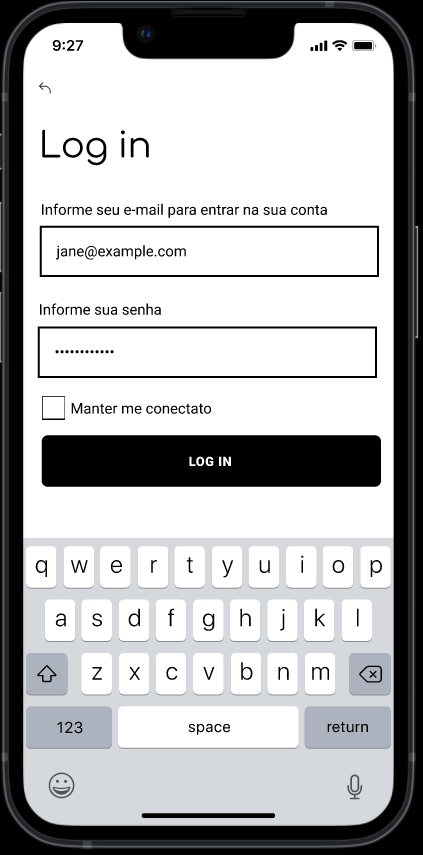 9:27
Log in
Informe seu e-mail para entrar na sua conta
jane@example.com
Informe sua senha
••••••••••••
Manter me conectato
LOG IN
q w e r t y u i o p
a s d f g h j k l
z x c v b n m
123 space return